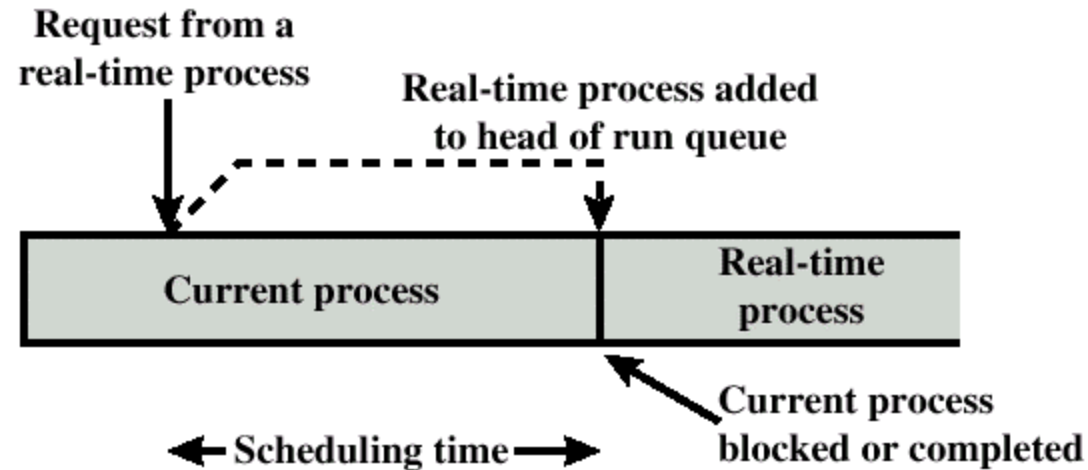 Request from a
real-time process
Real-time process added
to head of run queue
Current process
Real-time
process
Current process
blocked or completed
Scheduling time